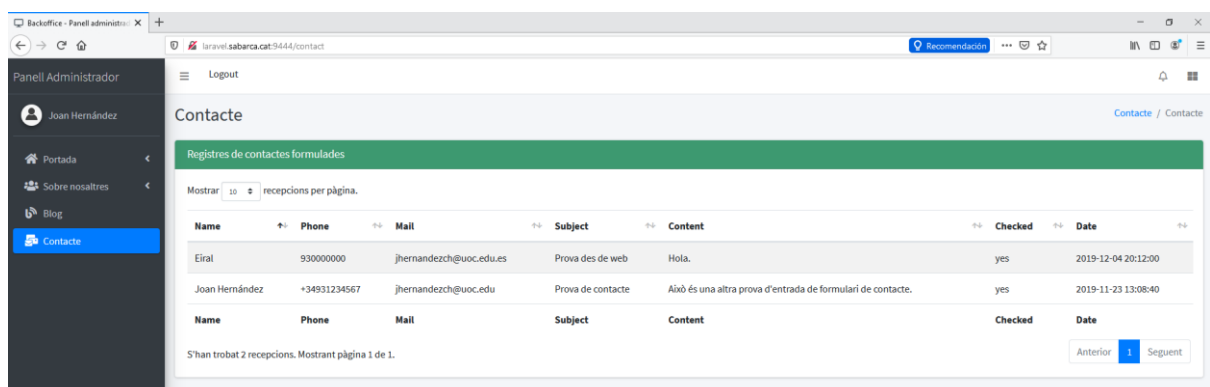 Backoffice - Panell administrad
laravel.sabarca.cat:9444/contact
Recomendación
Panell Administrador
Logout
Joan Hernández
Contacte
Contacte / Contacte
Portada
Sobre nosaltres
Blog
Contacte
Registres de contactes formulades
Mostrar 10 recepcions per pàgina.
Name Phone Mail Subject Content Checked Date
Eiral 930000000 jhernandezch@uoc.edu.es Prova des de web Hola. yes 2019-12-04 20:12:00
Joan Hernández +34931234567 jhernandezch@uoc.edu Prova de contacte Això és una altra prova d'entrada de formulari de contacte. yes 2019-11-23 13:08:40
Name Phone Mail Subject Content Checked Date
S'han trobat 2 recepcions. Mostrant pàgina 1 de 1.
Anterior 1 Seguent